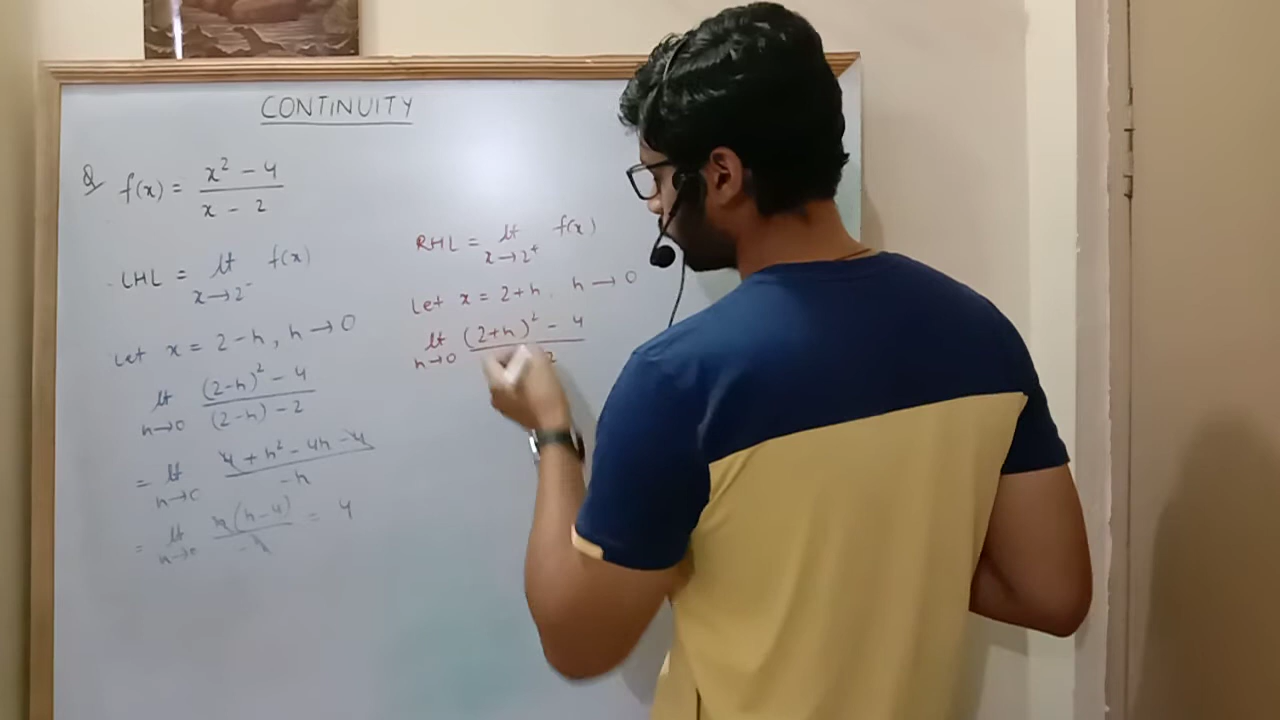 CONTINUITY
Q f(x) = x² - 4 / x - 2
LHL = lt x→2⁻ f(x)
Let x = 2-h, h→0
lt h→0 (2-h)² - 4 / (2-h) - 2
= lt h→0 4 + h² - 4h - 4 / -h
= lt h→0 h(h-4) / -h = 4
RHL = lt x→2⁺ f(x)
Let x = 2+h, h→0
lt h→0 (2+h)² - 4 / 2